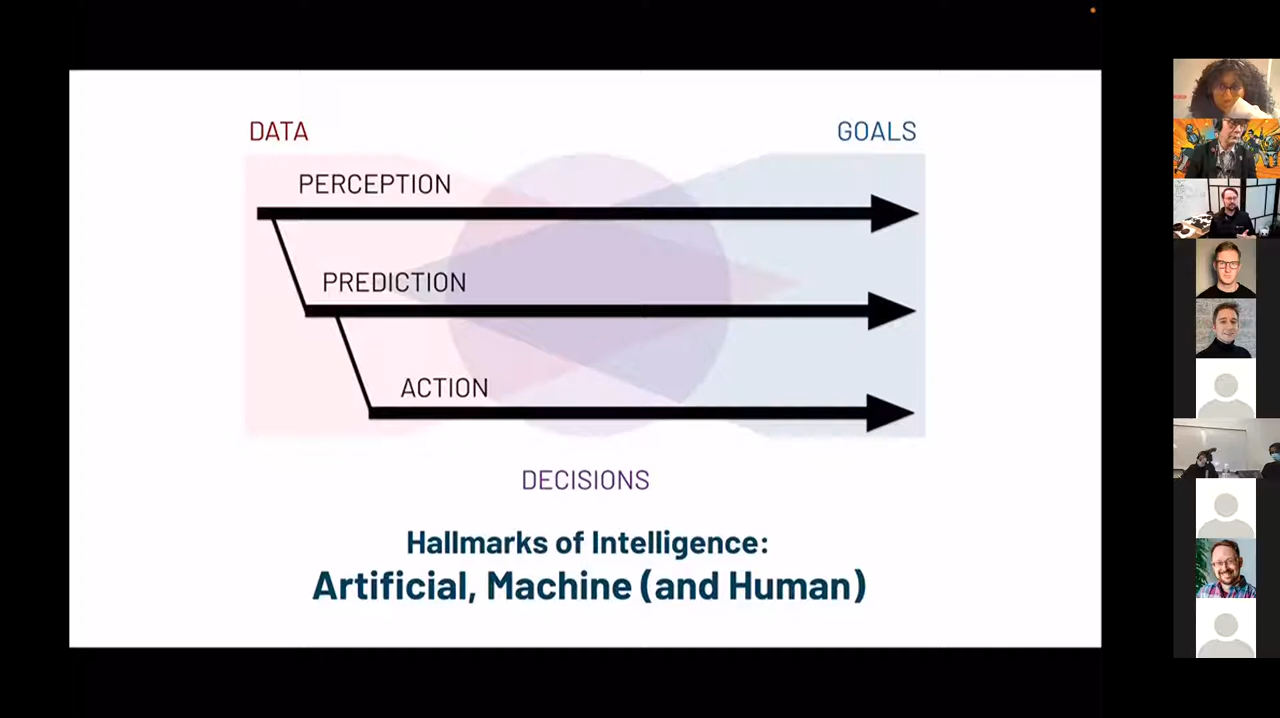 DATA
GOALS
PERCEPTION
PREDICTION
ACTION
DECISIONS
Hallmarks of Intelligence:
Artificial, Machine (and Human)